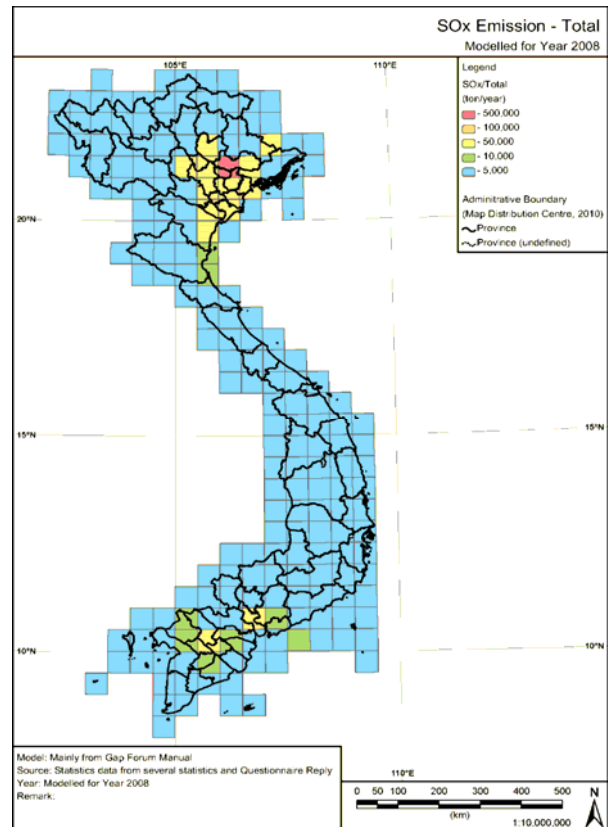 SOx Emission - Total
Modelled for Year 2008
105°E
110°E
Legend
SOx/Total
(ton/year)
- 500,000
- 100,000
- 50,000
- 10,000
- 5,000
Adminitrative Boundary
(Map Distribution Centre, 2010)
Province
Province (undefined)
20°N
15°N
15°N
10°N
10°N
Model: Mainly from Gap Forum Manual
Source: Statistics data from several statistics and Questionnaire Reply
Year: Modelled for Year 2008
Remark:
110°E
0 50 100 200 300 400 500
(km)
N
1:10,000,000